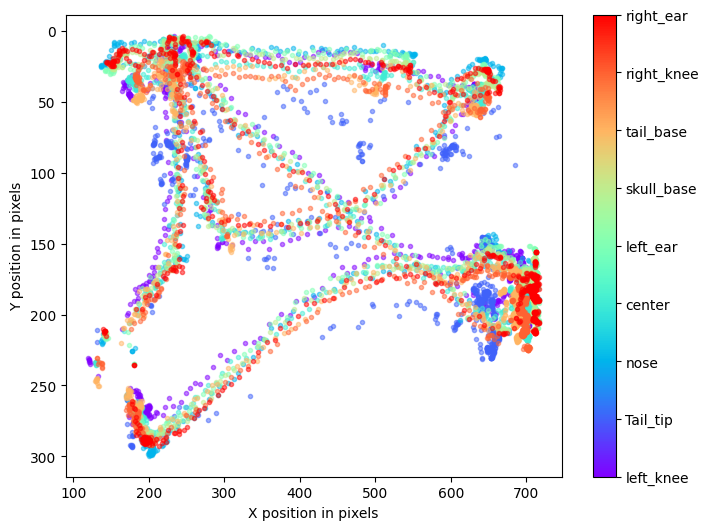 0
50
100
150
200
250
300
Y position in pixels
100
200
300
400
500
600
700
X position in pixels
right_ear
right_knee
tail_base
skull_base
left_ear
center
nose
Tail_tip
left_knee